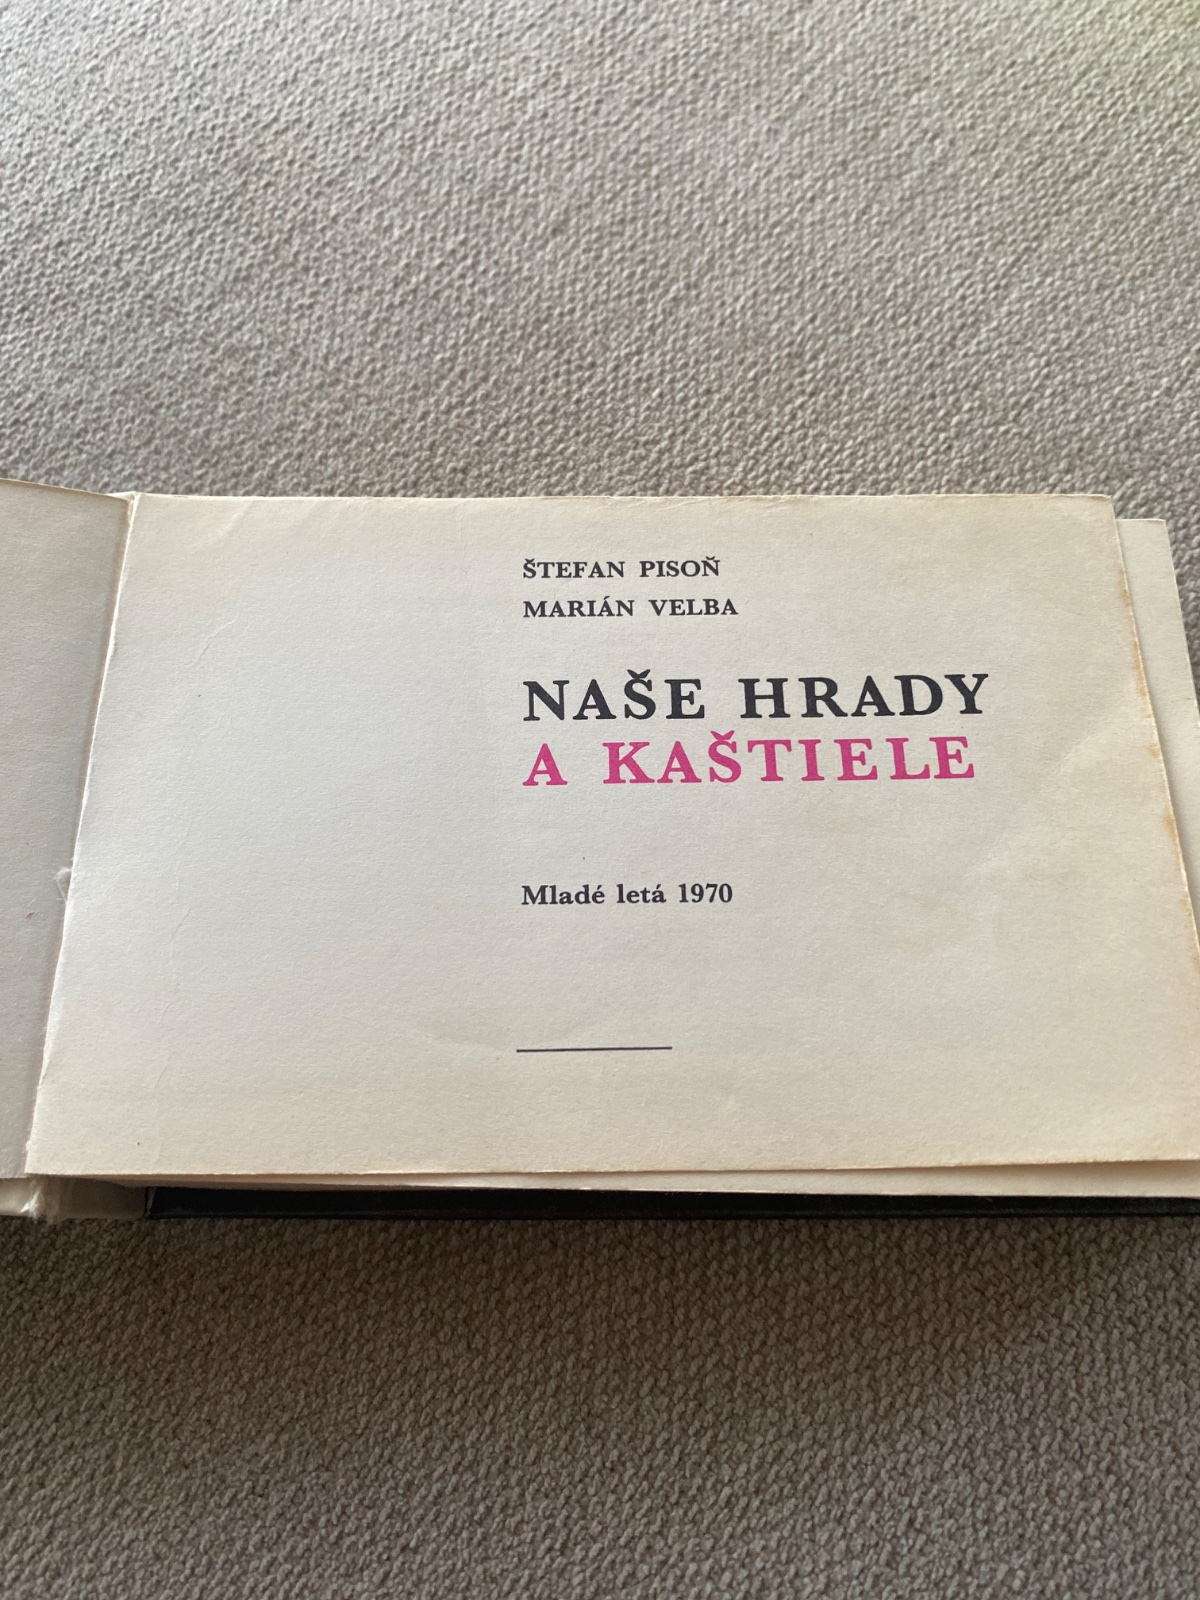 ŠTEFAN PISOŇ
MARIÁN VELBA
NAŠE HRADY
A KAŠTIELE
Mladé letá 1970